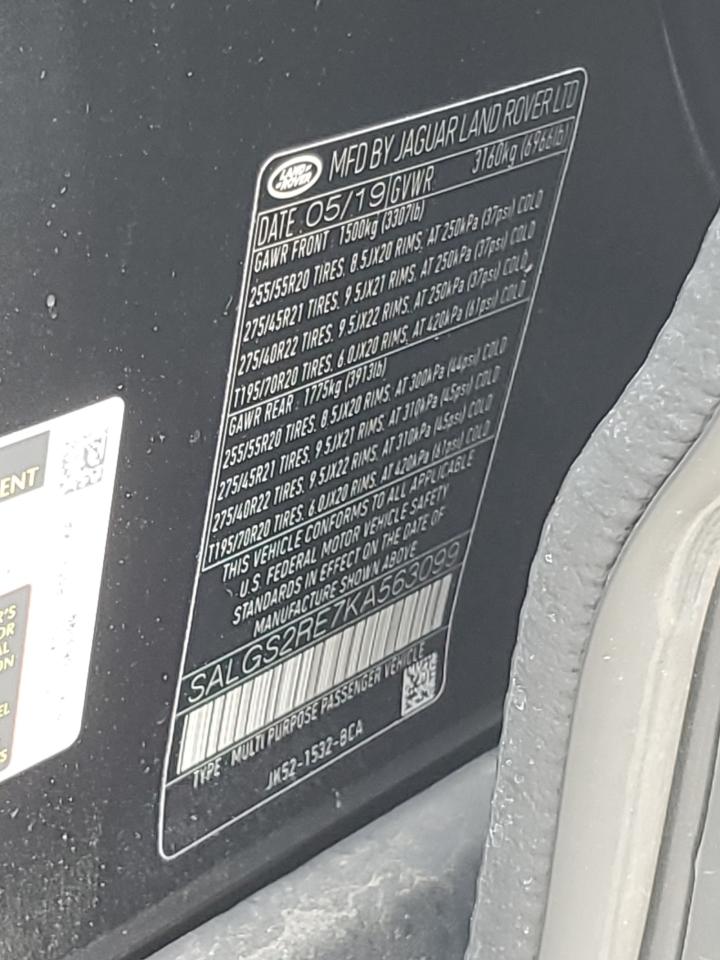 LAND ROVER
MFD BY JAGUAR LAND ROVER LTD
DATE: 05/19 GVWR: 3160kg (6966lb)
GAWR FRONT : 1500kg (3307lb)
255/55R20 TIRES, 8.5JX20 RIMS, AT 250kPa (37psi) COLD
275/45R21 TIRES, 9.5JX21 RIMS, AT 250kPa (37psi) COLD
275/40R22 TIRES, 9.5JX22 RIMS, AT 250kPa (37psi) COLD
T195/70R20 TIRES, 6.0JX20 RIMS, AT 420kPa (61psi) COLD
GAWR REAR : 1775kg (3913lb)
255/55R20 TIRES, 8.5JX20 RIMS, AT 300kPa (44psi) COLD
275/45R21 TIRES, 9.5JX21 RIMS, AT 310kPa (45psi) COLD
275/40R22 TIRES, 9.5JX22 RIMS, AT 310kPa (45psi) COLD
T195/70R20 TIRES, 6.0JX20 RIMS, AT 420kPa (61psi) COLD
THIS VEHICLE CONFORMS TO ALL APPLICABLE
U.S. FEDERAL MOTOR VEHICLE SAFETY
STANDARDS IN EFFECT ON THE DATE OF
MANUFACTURE SHOWN ABOVE
SALGS2RE7KA563099
TYPE : MULTI PURPOSE PASSENGER VEHICLE
JK52-1532-BCA
ENT